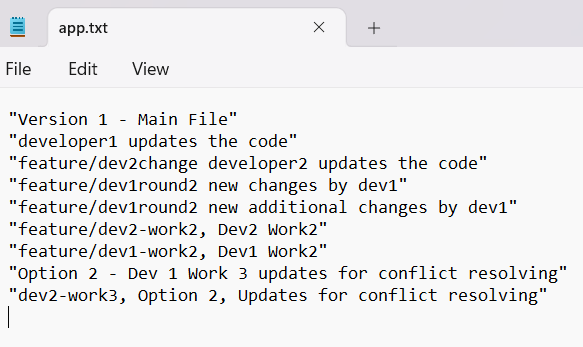 app.txt
File Edit View
"Version 1 - Main File"
"developer1 updates the code"
"feature/dev2change developer2 updates the code"
"feature/dev1round2 new changes by dev1"
"feature/dev1round2 new additional changes by dev1"
"feature/dev2-work2, Dev2 Work2"
"feature/dev1-work2, Dev1 Work2"
"Option 2 - Dev 1 Work 3 updates for conflict resolving"
"dev2-work3, Option 2, Updates for conflict resolving"